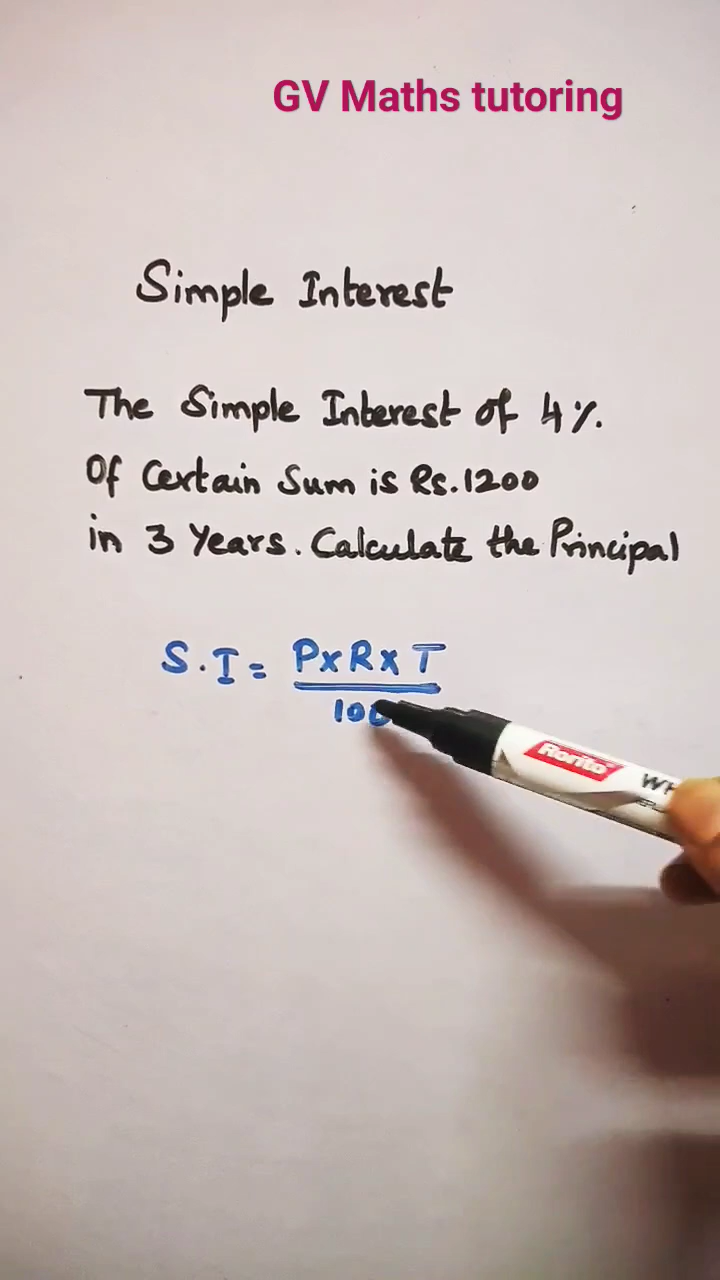 GV Maths tutoring
Simple Interest
The Simple Interest of 4%.
Of Certain Sum is Rs.1200
in 3 Years. Calculate the Principal
S.I = PxRxT
100
Rorito